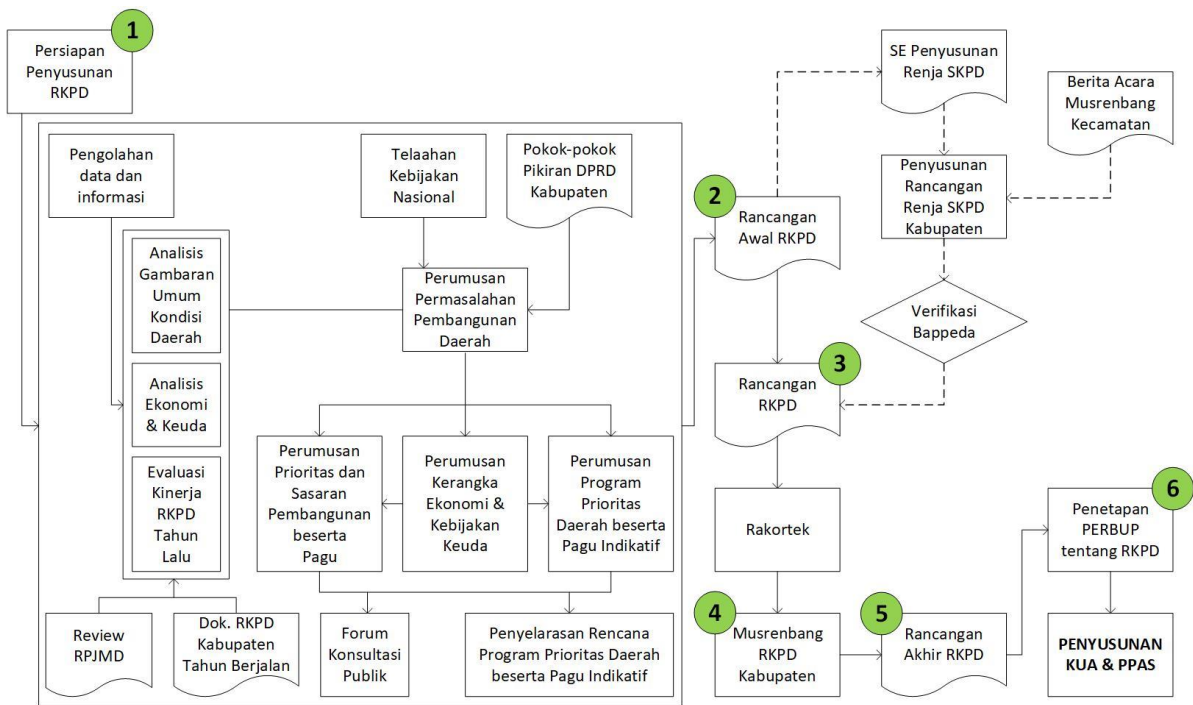 1
Persiapan
Penyusunan
RKPD
Pengolahan
data dan
informasi
Telaahan
Kebijakan
Nasional
Pokok-pokok
Pikiran DPRD
Kabupaten
Analisis
Gambaran
Umum
Kondisi
Daerah
Perumusan
Permasalahan
Pembangunan
Daerah
Analisis
Ekonomi
& Keuda
Evaluasi
Kinerja
RKPD
Tahun
Lalu
Perumusan
Prioritas dan
Sasaran
Pembangunan
beserta
Pagu
Perumusan
Kerangka
Ekonomi &
Kebijakan
Keuda
Perumusan
Program
Prioritas
Daerah beserta
Pagu Indikatif
Review
RPJMD
Dok. RKPD
Kabupaten
Tahun Berjalan
Forum
Konsultasi
Publik
Penyelarasan Rencana
Program Prioritas Daerah
beserta Pagu Indikatif
2
Rancangan
Awal RKPD
SE Penyusunan
Renja SKPD
Berita Acara
Musrenbang
Kecamatan
Penyusunan
Rancangan
Renja SKPD
Kabupaten
Verifikasi
Bappeda
3
Rancangan
RKPD
Rakortek
4
Musrenbang
RKPD
Kabupaten
5
Rancangan
Akhir RKPD
6
Penetapan
PERBUP
tentang RKPD
PENYUSUNAN
KUA & PPAS